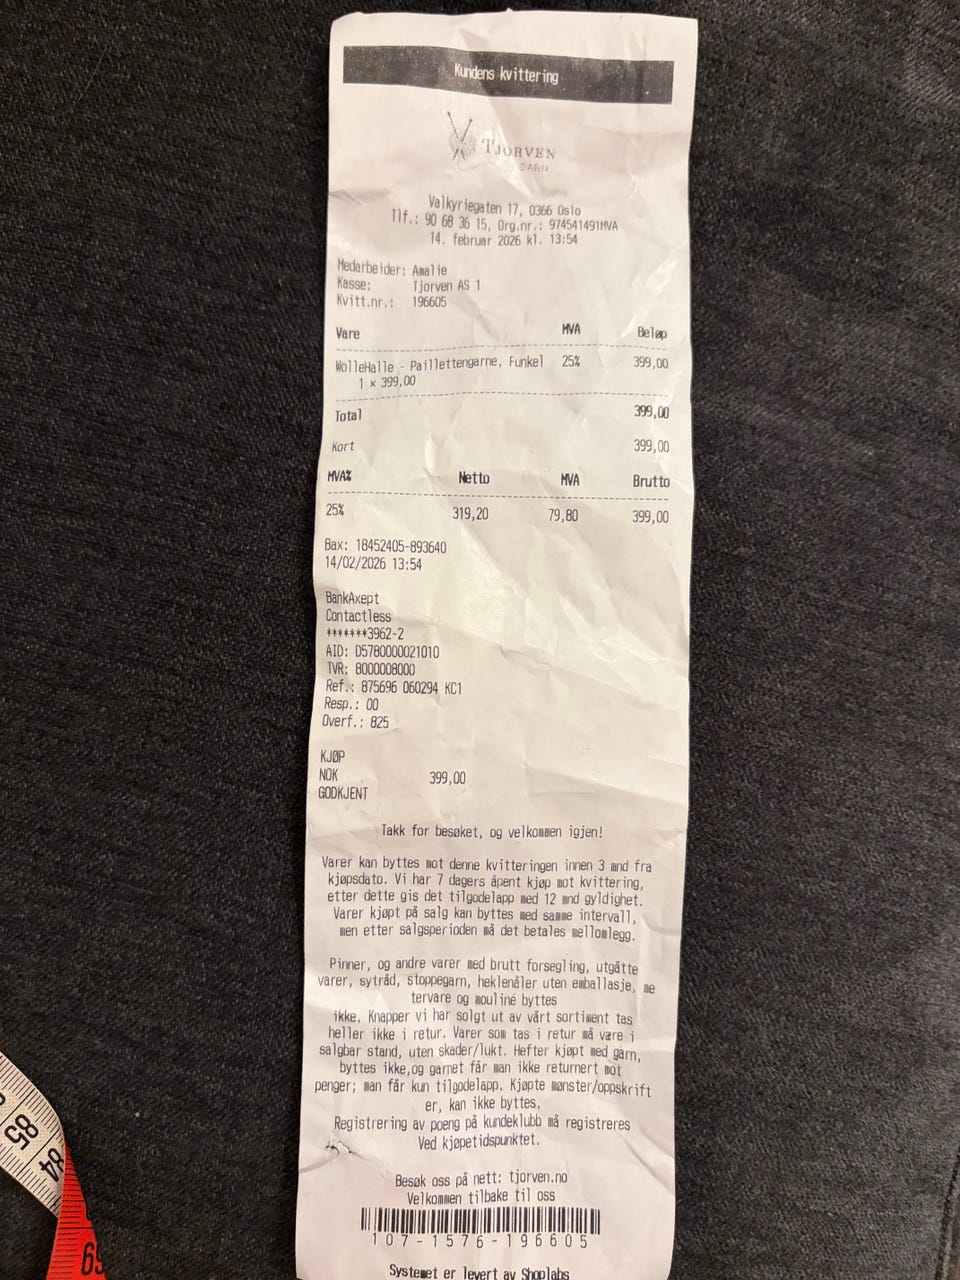 Kundens kvittering
TJORVEN
GARN
Valkyriegaten 17, 0366 Oslo
Tlf.: 90 68 36 15, Org.nr.: 974541491MVA
14. februar 2026 kl. 13:54
Medarbeider: Amalie
Kasse: Tjorven AS 1
Kvitt.nr.: 196605
Vare MVA Beløp
WolleHalle - Paillettengarne, Funkel 25% 399,00
1 x 399,00
Total 399,00
Kort 399,00
MVA% Netto MVA Brutto
25% 319,20 79,80 399,00
Bax: 18452405-893640
14/02/2026 13:54
BankAxept
Contactless
*******3962-2
AID: D5780000021010
TVR: 8000008000
Ref.: 875696 060294 KC1
Resp.: 00
Overf.: 825
KJØP
NOK 399,00
GODKJENT
Takk for besøket, og velkommen igjen!
Varer kan byttes mot denne kvitteringen innen 3 mnd fra
kjøpsdato. Vi har 7 dagers åpent kjøp mot kvittering,
etter dette gis det tilgodelapp med 12 mnd gyldighet.
Varer kjøpt på salg kan byttes med samme intervall,
men etter salgsperioden må det betales mellomlegg.
Pinner, og andre varer med brutt forsegling, utgåtte
varer, sytråd, stoppegarn, heklenåler uten emballasje, me
tervare og mouliné byttes
ikke. Knapper vi har solgt ut av vårt sortiment tas
heller ikke i retur. Varer som tas i retur må være i
salgbar stand, uten skader/lukt. Hefter kjøpt med garn,
byttes ikke,og garnet får man ikke returnert mot
penger; man får kun tilgodelapp. Kjøpte mønster/oppskrift
er, kan ikke byttes.
Registrering av poeng på kundeklubb må registreres
Ved kjøpetidspunktet.
Besøk oss på nett: tjorven.no
Velkommen tilbake til oss
107-1576-196605
Systemet er levert av Shoplabs
85
84
69